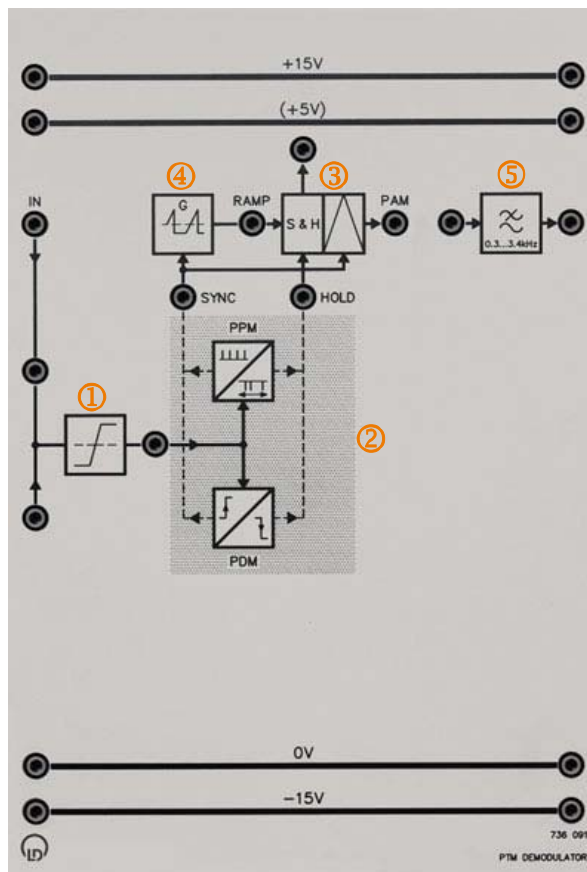 +15V
(+5V)
④
③
⑤
IN
G
RAMP
S & H
PAM
0.3...3.4kHz
SYNC
HOLD
PPM
①
②
PDM
0V
−15V
LD
736 091
PTM DEMODULATOR